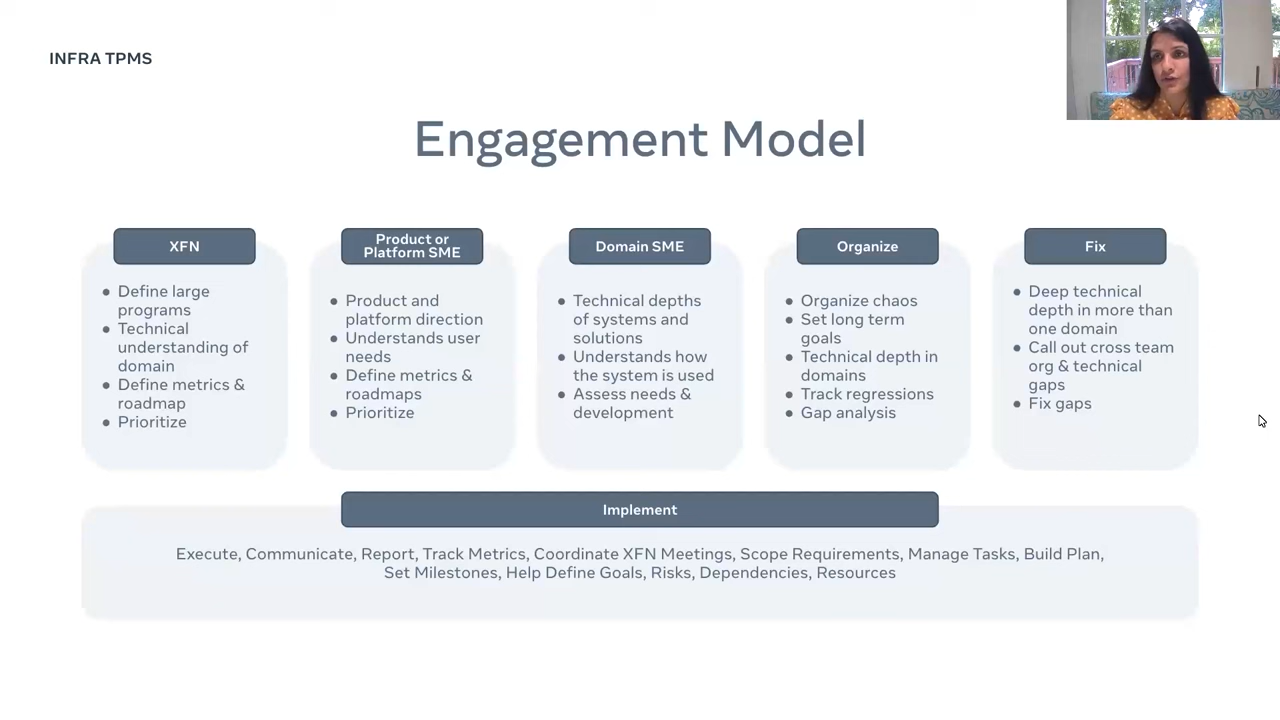 INFRA TPMS
Engagement Model
XFN
● Define large
programs
● Technical
understanding of
domain
● Define metrics &
roadmap
● Prioritize
Product or
Platform SME
● Product and
platform direction
● Understands user
needs
● Define metrics &
roadmaps
● Prioritize
Domain SME
● Technical depths
of systems and
solutions
● Understands how
the system is used
● Assess needs &
development
Organize
● Organize chaos
● Set long term
goals
● Technical depth in
domains
● Track regressions
● Gap analysis
Fix
● Deep technical
depth in more than
one domain
● Call out cross team
org & technical
gaps
● Fix gaps
Implement
Execute, Communicate, Report, Track Metrics, Coordinate XFN Meetings, Scope Requirements, Manage Tasks, Build Plan,
Set Milestones, Help Define Goals, Risks, Dependencies, Resources